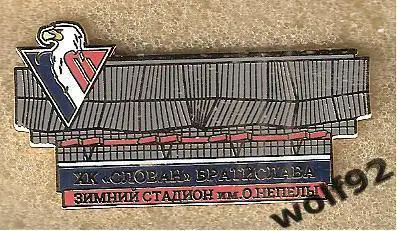 ХК «СЛОВАН» БРАТИСЛАВА
ЗИМНИЙ СТАДИОН им.О.НЕПЕЛЫ
wolf92